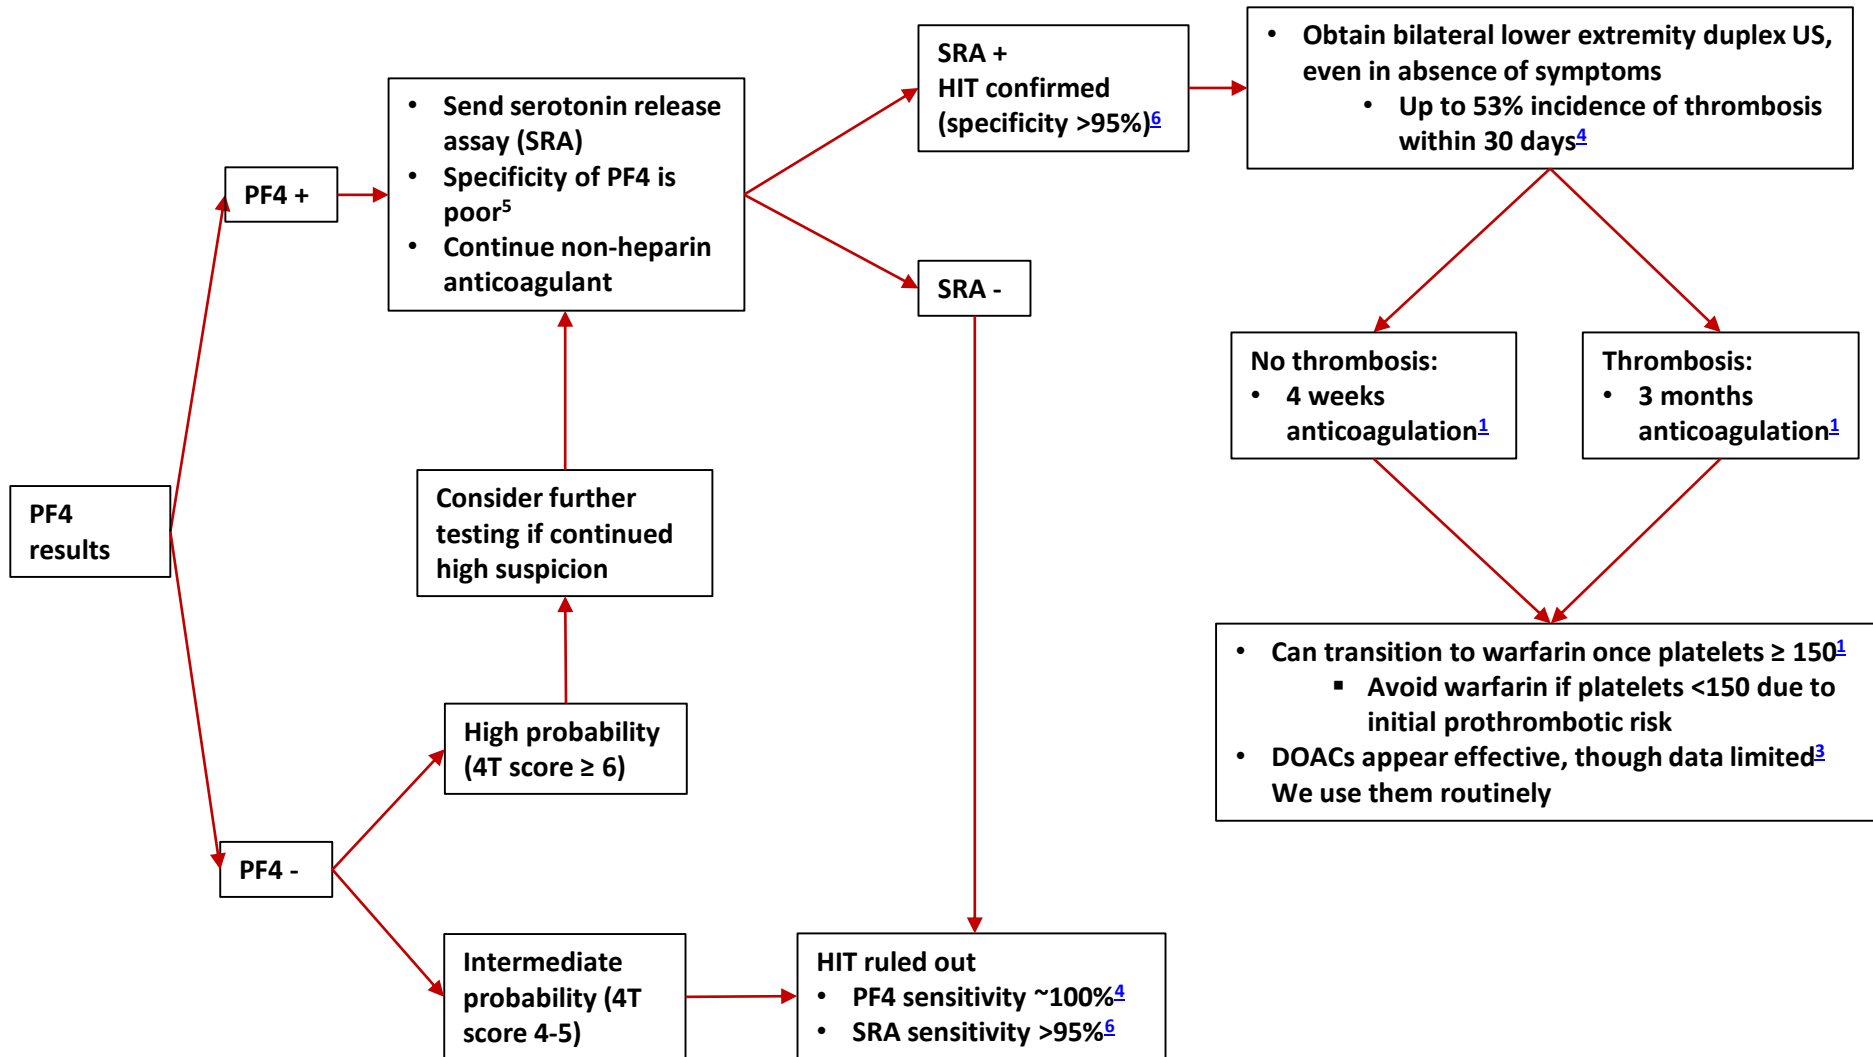 PF4
results
PF4 +
• Send serotonin release
assay (SRA)
• Specificity of PF4 is
poor5
• Continue non-heparin
anticoagulant
SRA +
HIT confirmed
(specificity >95%)6
• Obtain bilateral lower extremity duplex US,
even in absence of symptoms
• Up to 53% incidence of thrombosis
within 30 days4
SRA -
No thrombosis:
• 4 weeks
anticoagulation1
Thrombosis:
• 3 months
anticoagulation1
Consider further
testing if continued
high suspicion
• Can transition to warfarin once platelets ≥ 1501
▪ Avoid warfarin if platelets <150 due to
initial prothrombotic risk
• DOACs appear effective, though data limited3
We use them routinely
High probability
(4T score ≥ 6)
PF4 -
Intermediate
probability (4T
score 4-5)
HIT ruled out
• PF4 sensitivity ~100%4
• SRA sensitivity >95%6